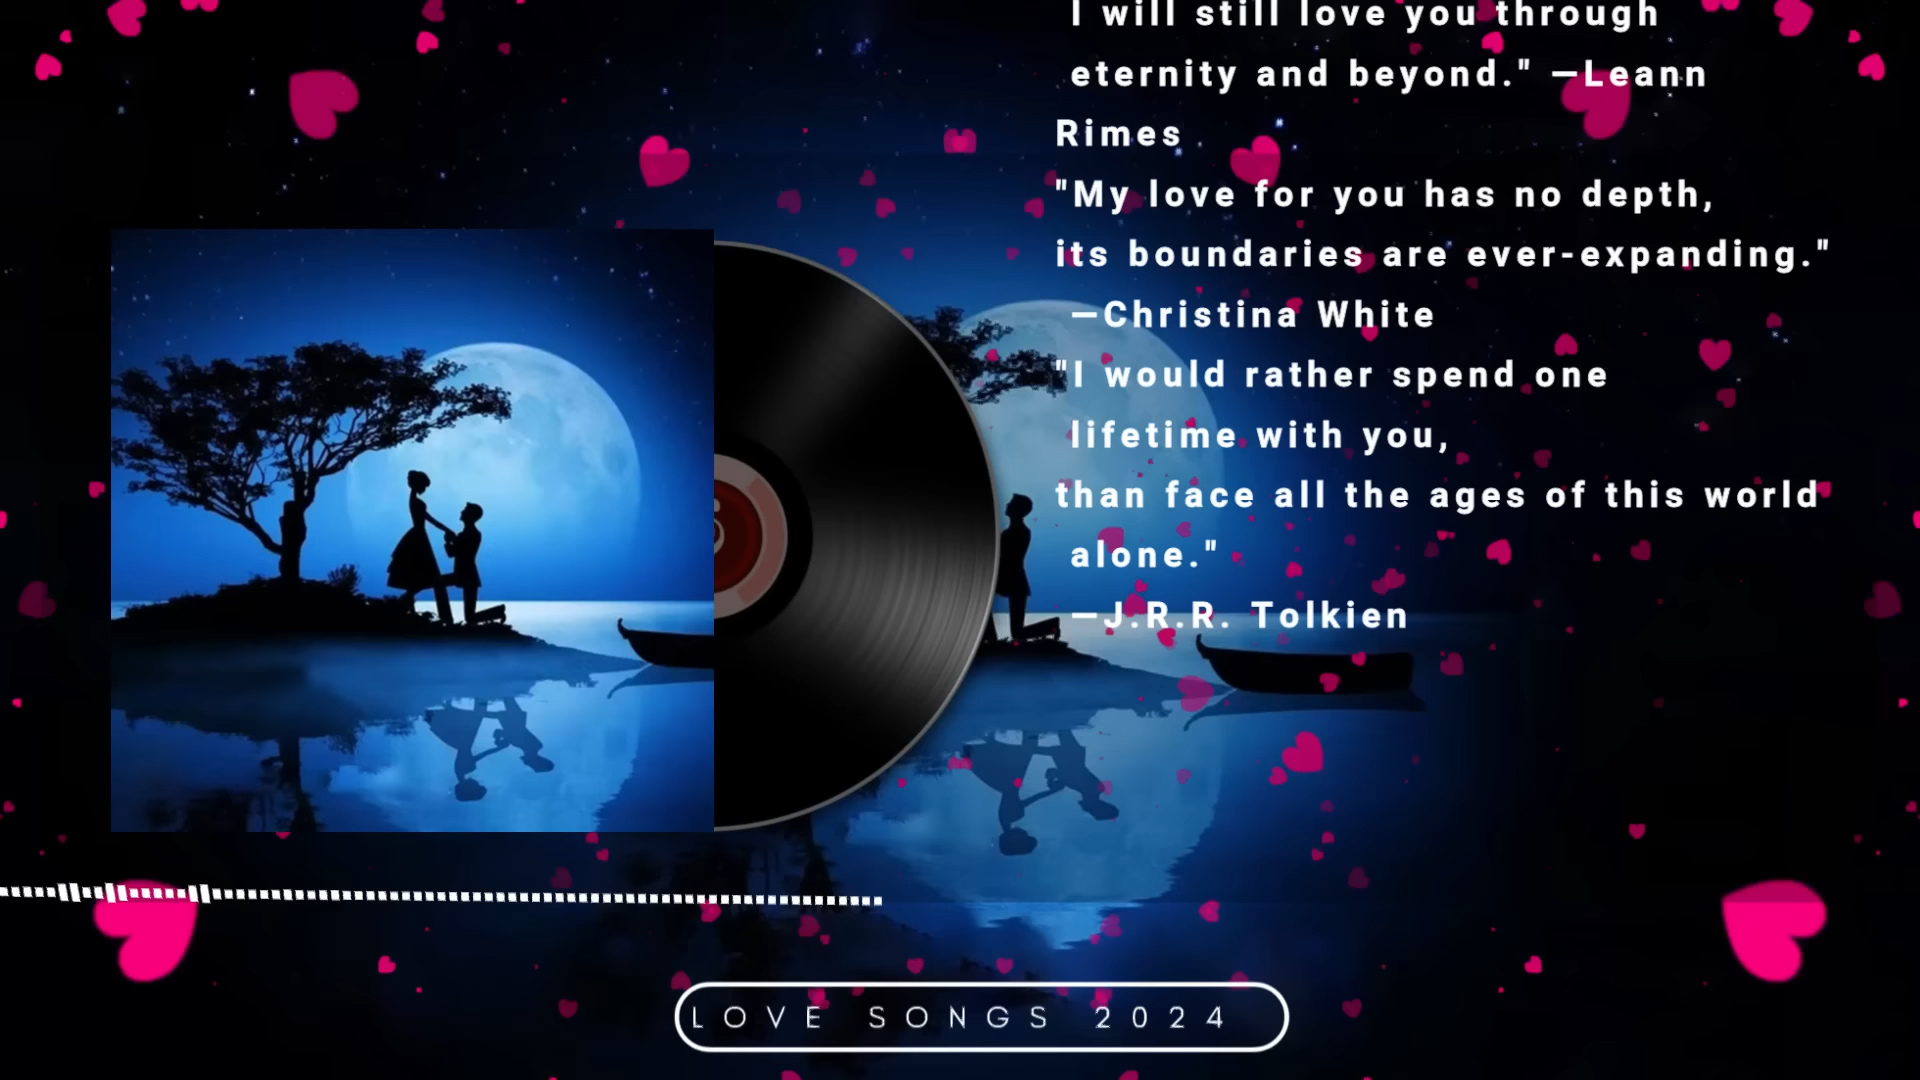 I will still love you through
eternity and beyond." —Leann
Rimes
"My love for you has no depth,
its boundaries are ever-expanding."
—Christina White
"I would rather spend one
lifetime with you,
than face all the ages of this world
alone."
—J.R.R. Tolkien
LOVE SONGS 2024